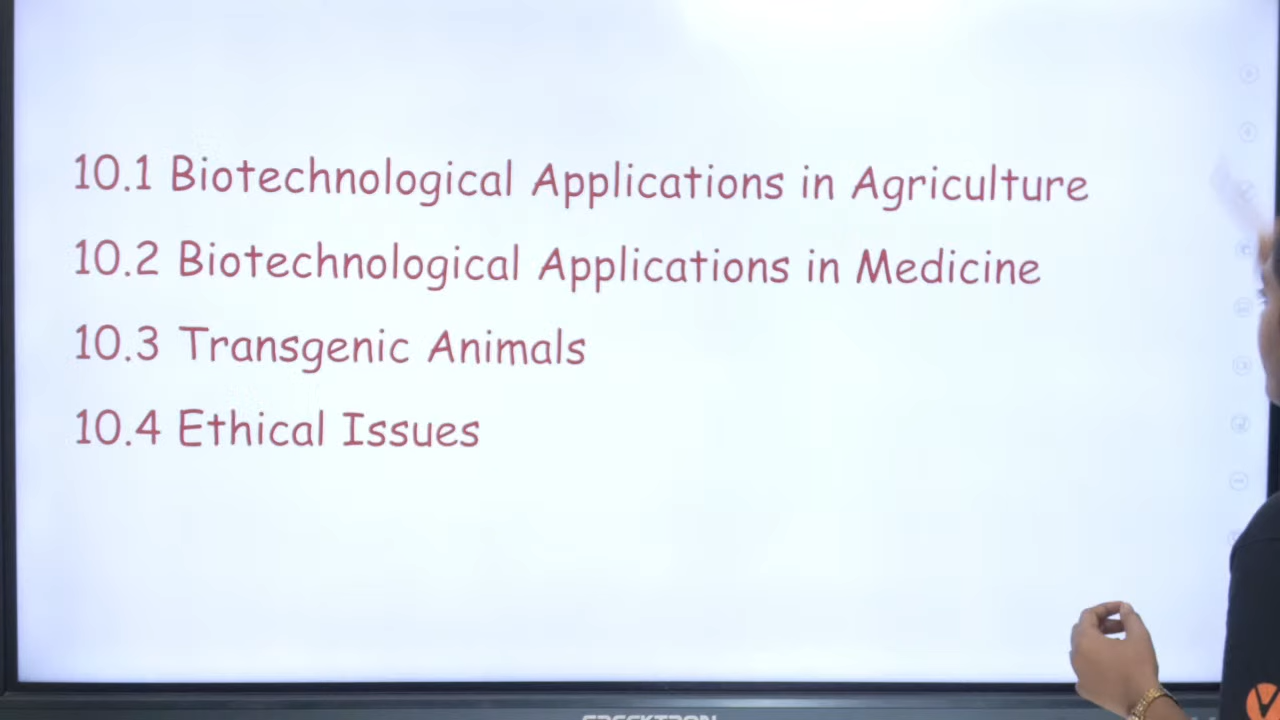 10.1 Biotechnological Applications in Agriculture
10.2 Biotechnological Applications in Medicine
10.3 Transgenic Animals
10.4 Ethical Issues